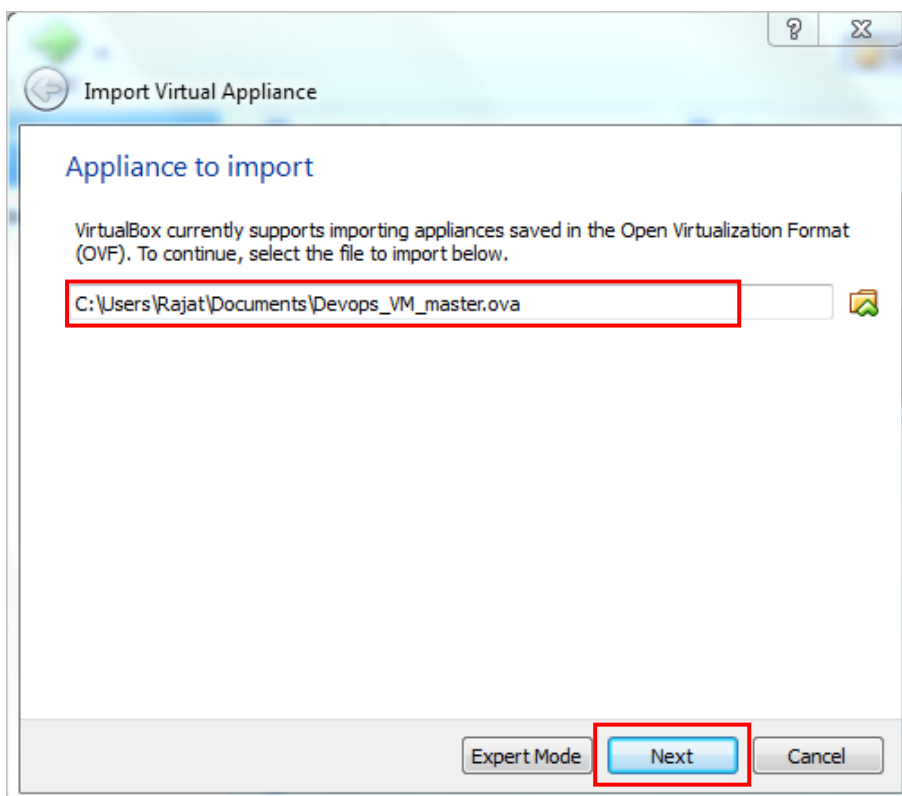 ?
Import Virtual Appliance
Appliance to import
VirtualBox currently supports importing appliances saved in the Open Virtualization Format
(OVF). To continue, select the file to import below.
C:\Users\Rajat\Documents\Devops_VM_master.ova
Expert Mode Next Cancel